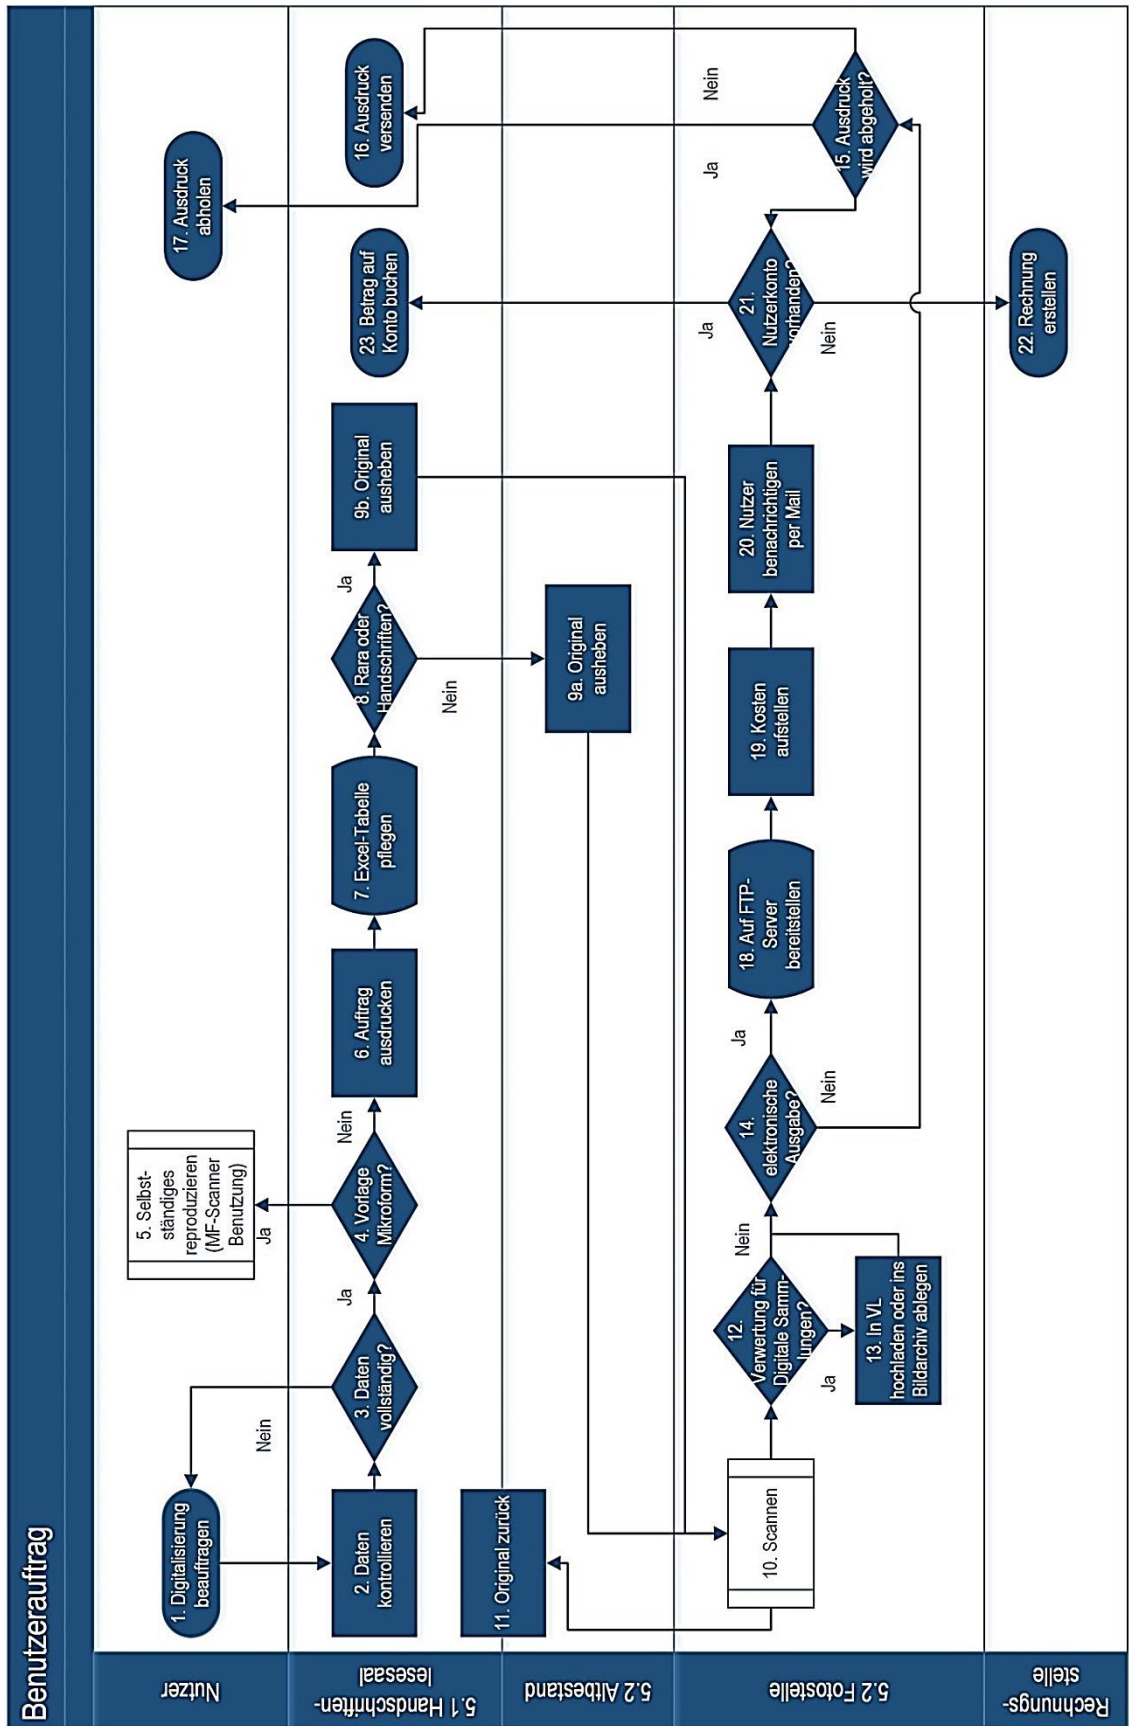 Benutzerauftrag
Nutzer
5.1 Handschriften-
lesesaal
5.2 Altbestand
5.2 Fotostelle
Rechnungs-
stelle
1. Digitalisierung
beauftragen
2. Daten
kontrollieren
3. Daten
vollständig?
Nein
Ja
4. Vorlage
Mikroform?
Ja
Nein
5. Selbst-
ständiges
reproduzieren
(MF-Scanner
Benutzung)
6. Auftrag
ausdrucken
7. Excel-Tabelle
pflegen
8. Rara oder
Handschriften?
Ja
Nein
9b. Original
ausheben
9a. Original
ausheben
10. Scannen
11. Original zurück
12.
Verwertung für
Digitale Samm-
lungen?
Ja
Nein
13. In VL
hochladen oder ins
Bildarchiv ablegen
14.
elektronische
Ausgabe?
Ja
Nein
18. Auf FTP-
Server
bereitstellen
19. Kosten
aufstellen
20. Nutzer
benachrichtigen
per Mail
21.
Nutzerkonto
vorhanden?
Ja
Nein
23. Betrag auf
Konto buchen
22. Rechnung
erstellen
15. Ausdruck
wird abgeholt?
Ja
Nein
17. Ausdruck
abholen
16. Ausdruck
versenden